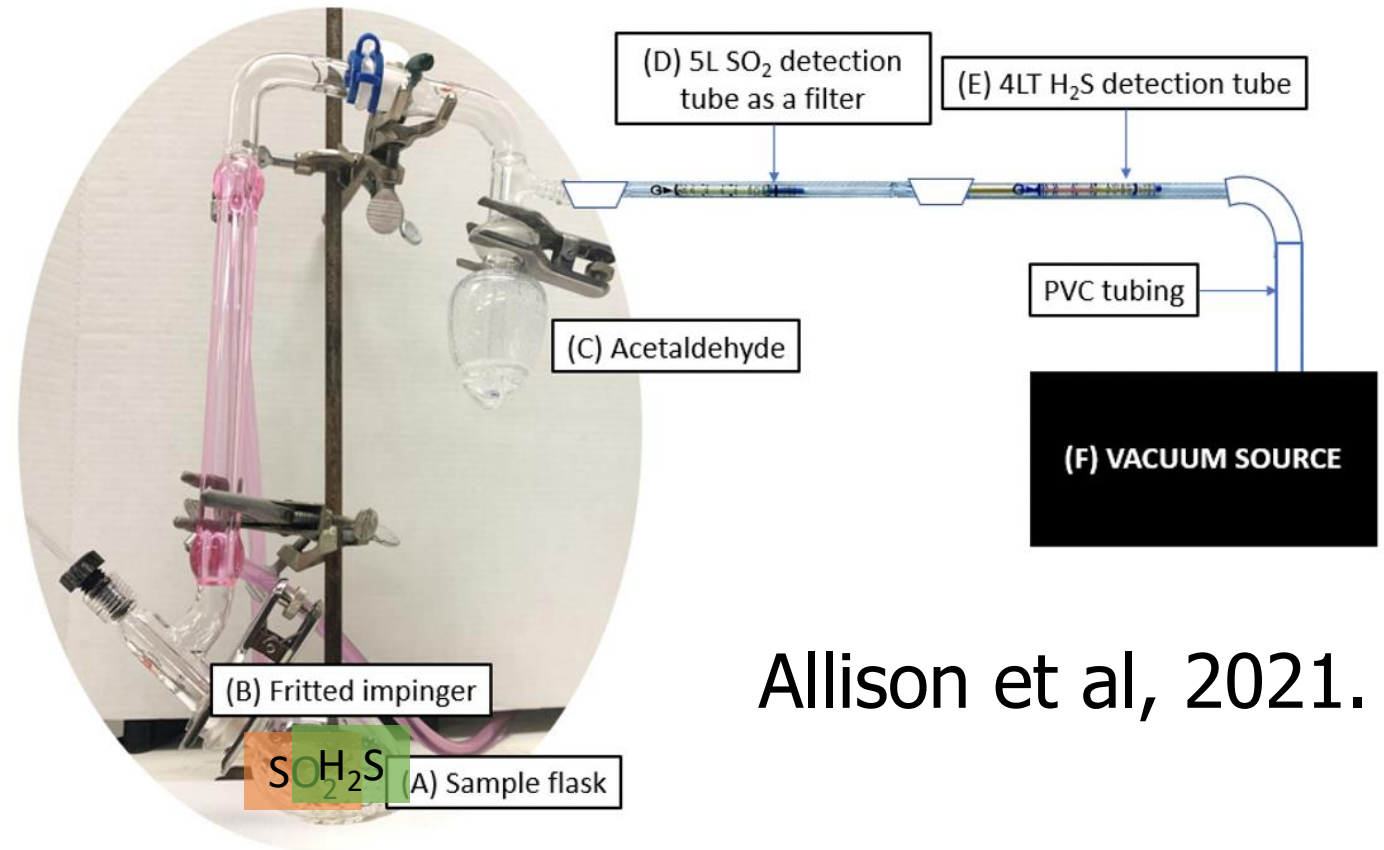 (D) 5L SO₂ detection
tube as a filter
(E) 4LT H₂S detection tube
PVC tubing
(C) Acetaldehyde
(F) VACUUM SOURCE
(B) Fritted impinger
Allison et al, 2021.
SO₂
H₂S
(A) Sample flask